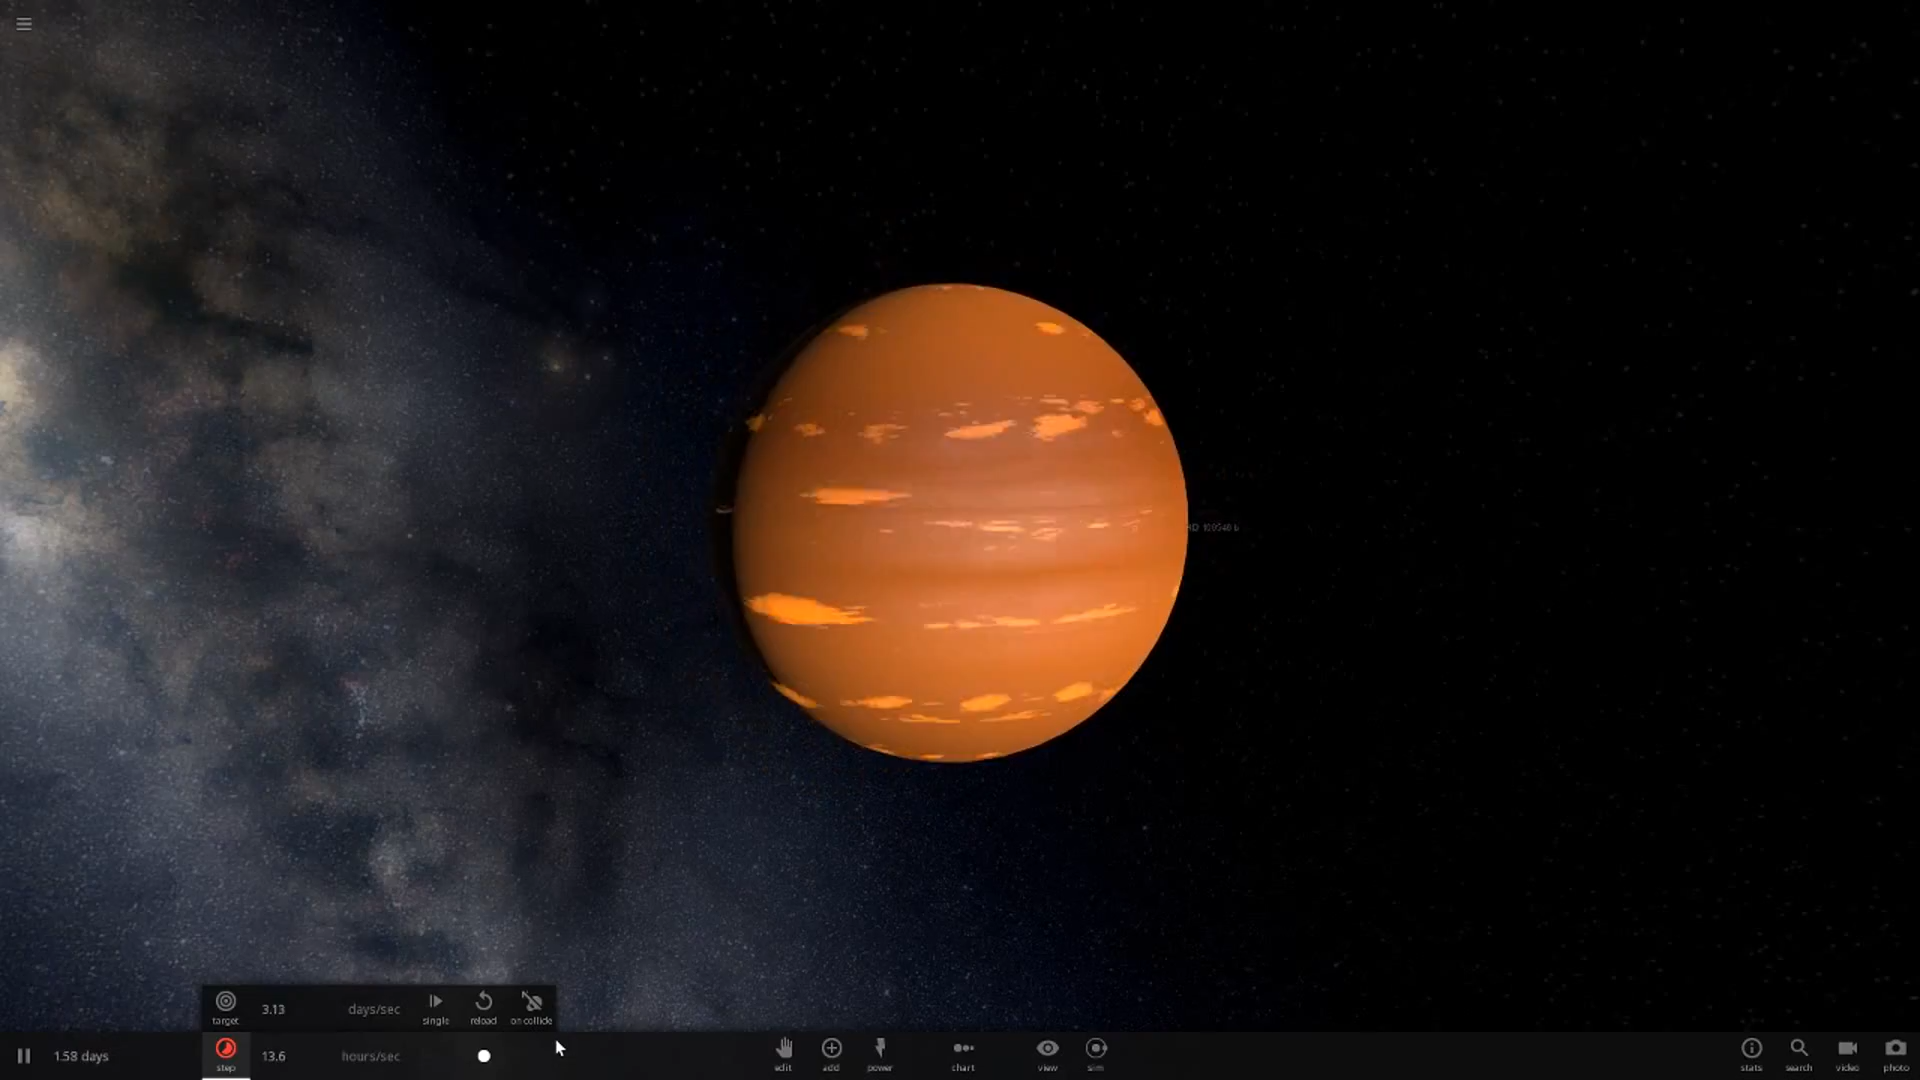 3.13 days/sec
target single reload on collide
1.58 days 13.6 hours/sec
step edit add power chart view sim stats search video photo